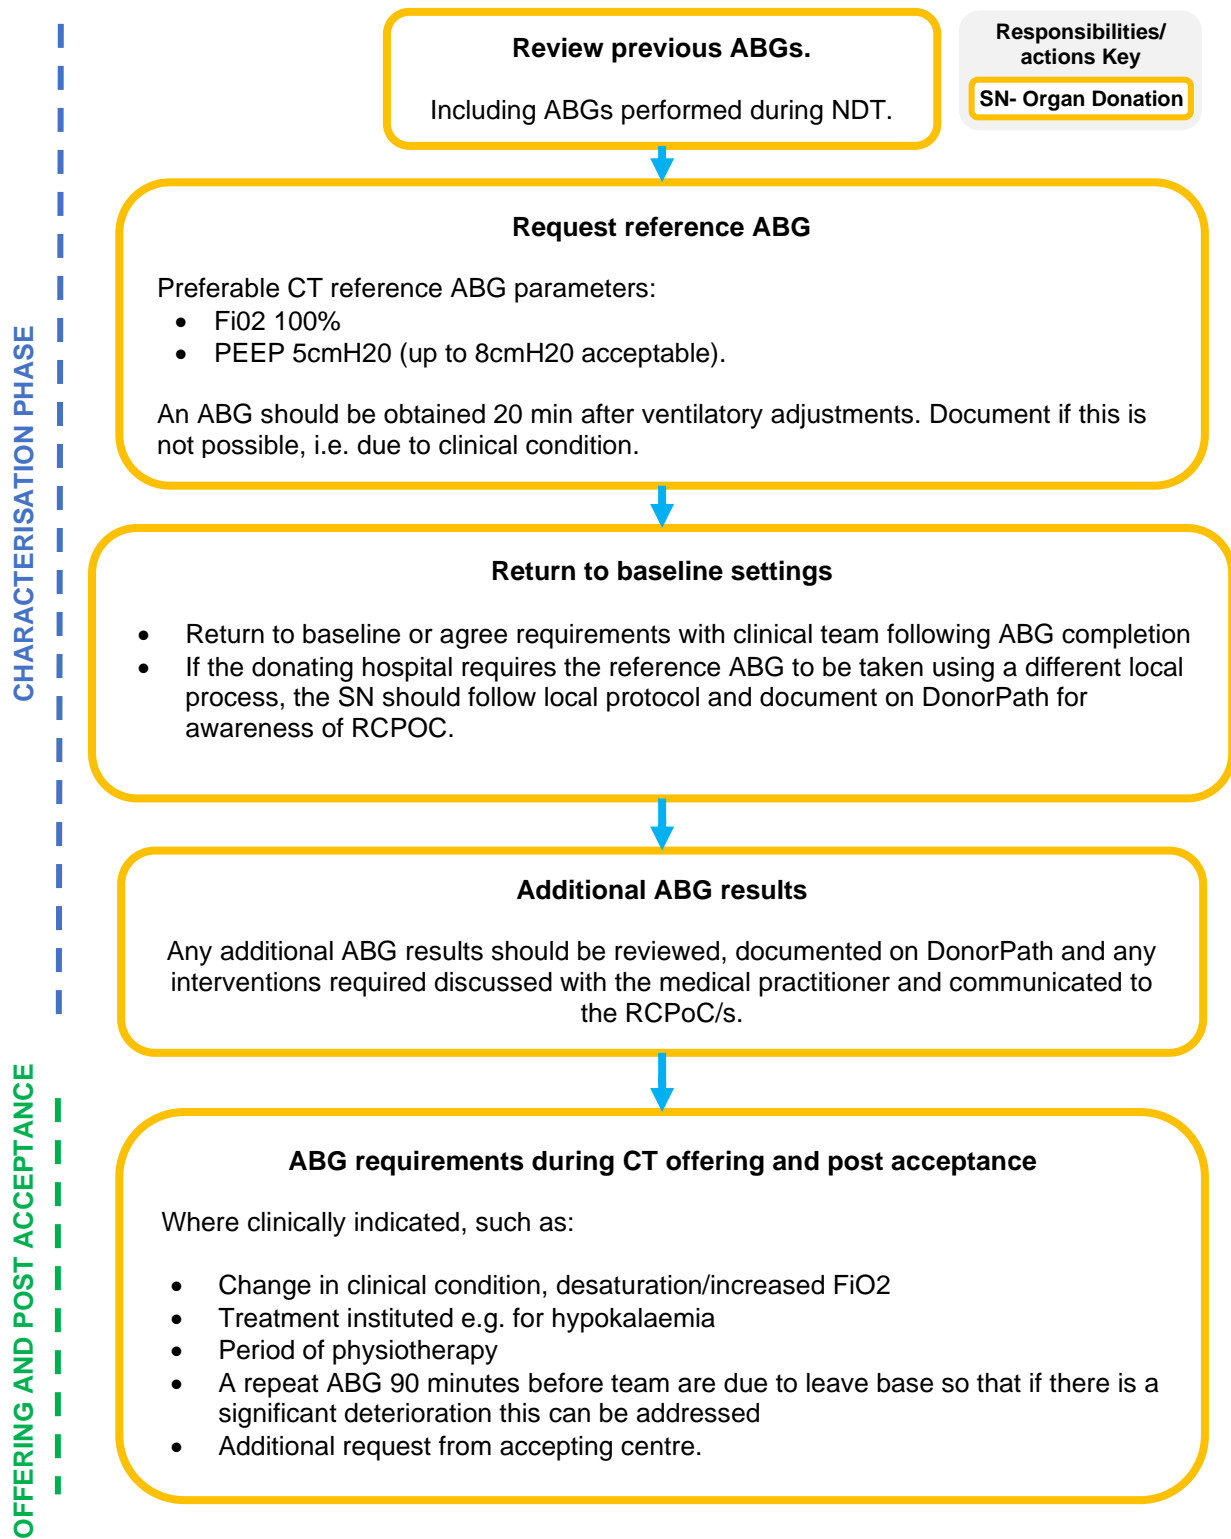 Review previous ABGs.
Including ABGs performed during NDT.
Responsibilities/
actions Key
SN- Organ Donation
CHARACTERISATION PHASE
Request reference ABG
Preferable CT reference ABG parameters:
• Fi02 100%
• PEEP 5cmH20 (up to 8cmH20 acceptable).
An ABG should be obtained 20 min after ventilatory adjustments. Document if this is
not possible, i.e. due to clinical condition.
Return to baseline settings
• Return to baseline or agree requirements with clinical team following ABG completion
• If the donating hospital requires the reference ABG to be taken using a different local
process, the SN should follow local protocol and document on DonorPath for
awareness of RCPOC.
Additional ABG results
Any additional ABG results should be reviewed, documented on DonorPath and any
interventions required discussed with the medical practitioner and communicated to
the RCPoC/s.
OFFERING AND POST ACCEPTANCE
ABG requirements during CT offering and post acceptance
Where clinically indicated, such as:
• Change in clinical condition, desaturation/increased FiO2
• Treatment instituted e.g. for hypokalaemia
• Period of physiotherapy
• A repeat ABG 90 minutes before team are due to leave base so that if there is a
significant deterioration this can be addressed
• Additional request from accepting centre.